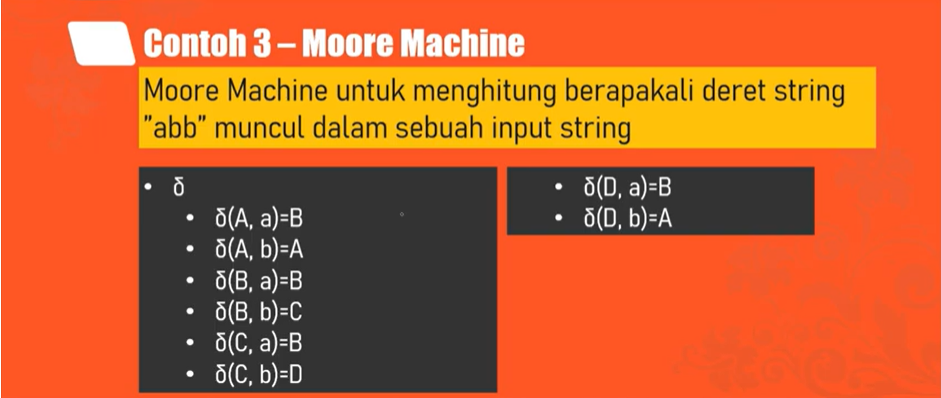 Contoh 3 – Moore Machine
Moore Machine untuk menghitung berapakali deret string
"abb" muncul dalam sebuah input string
• δ
• δ(A, a)=B
• δ(A, b)=A
• δ(B, a)=B
• δ(B, b)=C
• δ(C, a)=B
• δ(C, b)=D
• δ(D, a)=B
• δ(D, b)=A